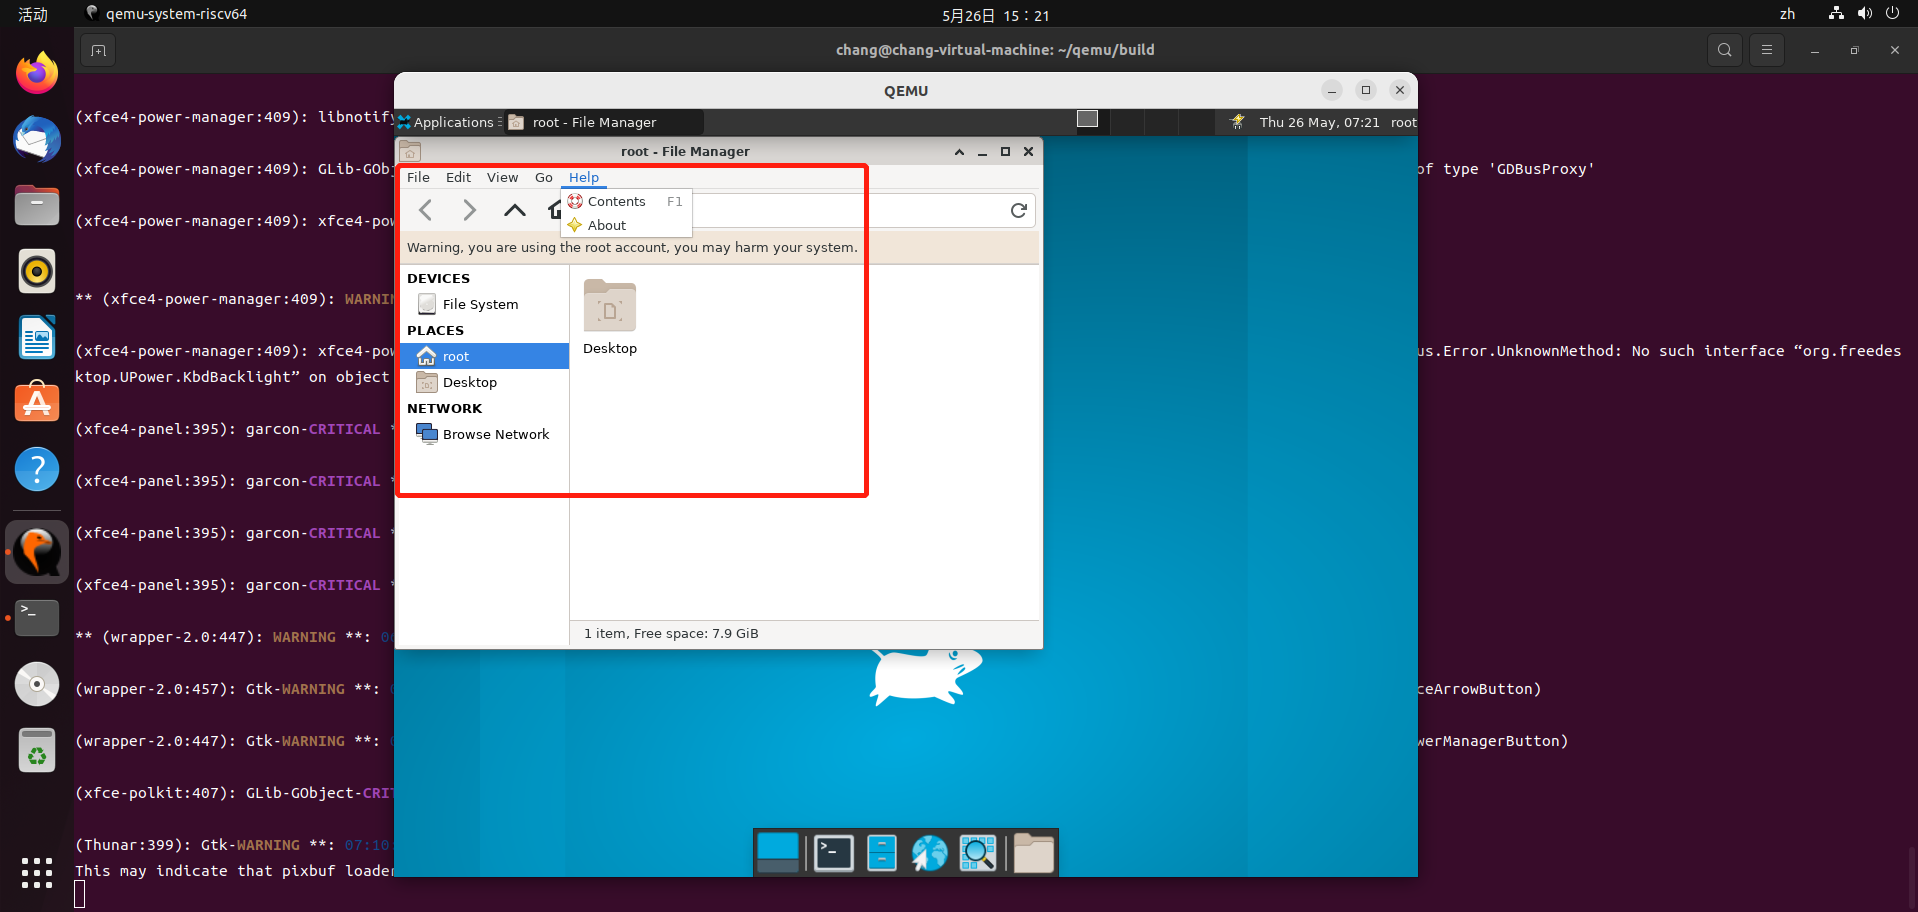 活动
qemu-system-riscv64
5月26日 15：21
zh
chang@chang-virtual-machine: ~/qemu/build
QEMU
Applications
root - File Manager
Thu 26 May, 07:21
root
root - File Manager
File Edit View Go Help
Contents F1
About
Warning, you are using the root account, you may harm your system.
DEVICES
File System
PLACES
root
Desktop
NETWORK
Browse Network
Desktop
1 item, Free space: 7.9 GiB
(xfce4-power-manager:409): libnotify
(xfce4-power-manager:409): GLib-GObj
of type 'GDBusProxy'
(xfce4-power-manager:409): xfce4-pow
** (xfce4-power-manager:409): WARNIN
(xfce4-power-manager:409): xfce4-pow
us.Error.UnknownMethod: No such interface “org.freedes
ktop.UPower.KbdBacklight” on object
(xfce4-panel:395): garcon-CRITICAL *
(xfce4-panel:395): garcon-CRITICAL *
(xfce4-panel:395): garcon-CRITICAL *
(xfce4-panel:395): garcon-CRITICAL *
** (wrapper-2.0:447): WARNING **:
(wrapper-2.0:457): Gtk-WARNING **:
ceArrowButton)
(wrapper-2.0:447): Gtk-WARNING **:
werManagerButton)
(xfce-polkit:407): GLib-GObject-CRIT
(Thunar:399): Gtk-WARNING **: 07:10:
This may indicate that pixbuf loader